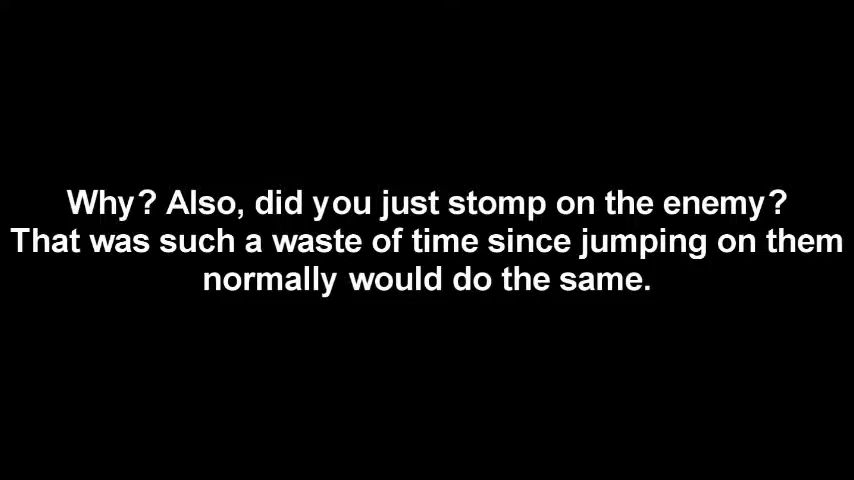 Why? Also, did you just stomp on the enemy?
That was such a waste of time since jumping on them
normally would do the same.